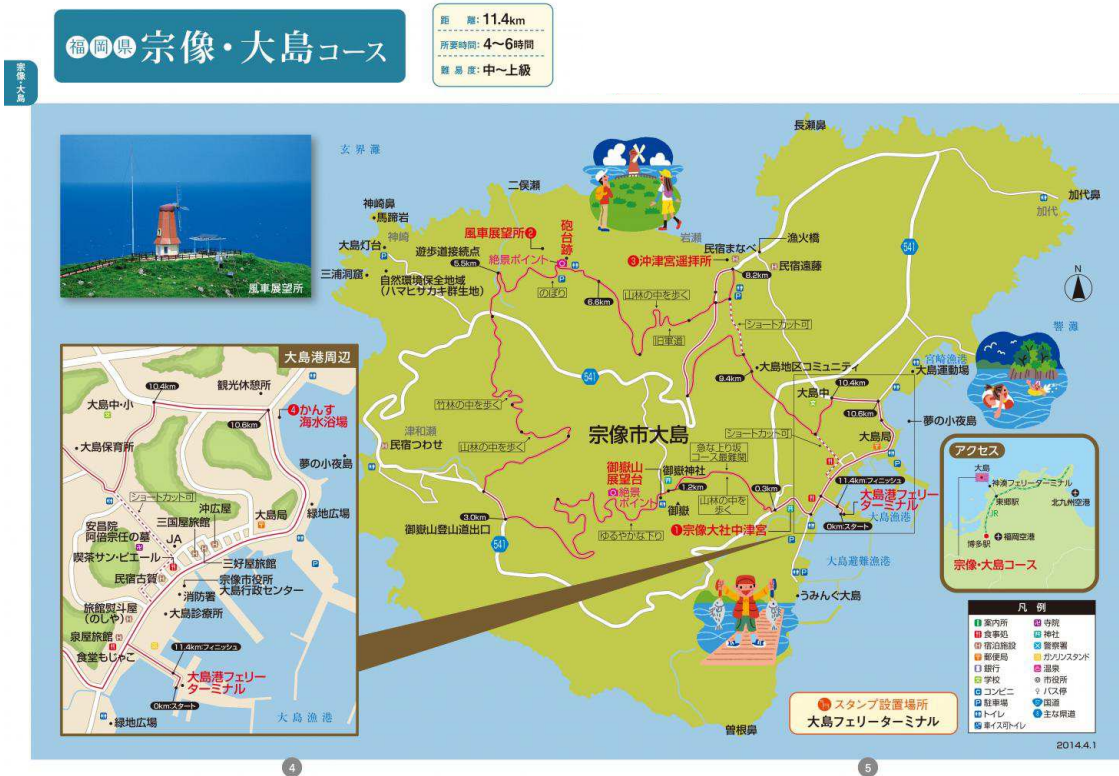 福岡県 宗像・大島コース
距　離：11.4km
所要時間：4～6時間
難易度：中～上級
宗像・大島
風車展望所
玄界灘
二俣瀬
長瀬鼻
加代鼻
加代
神崎鼻
馬蹄岩
神崎
大島灯台
三浦洞窟
自然環境保全地域
（ハマヒサカキ群生地）
遊歩道接続点
5.5km
風車展望所❷
砲台跡
絶景ポイント
のぼり
6.6km
岩瀬
民宿まなべ
漁火橋
❸沖津宮遥拝所
民宿遠藤
8.2km
山林の中を歩く
旧軍道
ショートカット可
541
N
響灘
541
9.4km
大島地区コミュニティ
宮崎漁港
大島運動場
大島中
10.4km
10.6km
夢の小夜島
大島局
竹林の中を歩く
山林の中を歩く
津和瀬
民宿つわせ
宗像市大島
ショートカット可
急な上り坂
コース最難関
御嶽山
展望台
御嶽神社
絶景
ポイント
1.2km
0.3km
御嶽
山林の中を
歩く
11.4km:フィニッシュ
大島港フェリー
ターミナル
0km:スタート
大島漁港
3.0km
御嶽山登山道出口
541
ゆるやかな下り
❶宗像大社中津宮
大島避難漁港
うみんぐ大島
曽根鼻
大島港周辺
10.4km
観光休憩所
大島中・小
❹かんす
海水浴場
10.6km
大島保育所
夢の小夜島
ショートカット可
沖広屋
緑地広場
安昌院
阿倍宗任の墓
三国屋旅館
大島局
JA
喫茶サン・ピエール
三好屋旅館
民宿古賀
宗像市役所
大島行政センター
消防署
旅館熨斗屋
（のしや）
大島診療所
泉屋旅館
食堂もじゃこ
11.4km:フィニッシュ
大島港フェリー
ターミナル
0km:スタート
緑地広場
大島漁港
アクセス
大島
神湊フェリーターミナル
東郷駅
北九州空港
JR
福岡空港
博多駅
宗像・大島コース
凡例
案内所
寺院
食事処
神社
宿泊施設
警察署
郵便局
ガソリンスタンド
銀行
温泉
学校
市役所
コンビニ
バス停
駐車場
国道
トイレ
主な県道
車イス可トイレ
スタンプ設置場所
大島フェリーターミナル
2014.4.1
4
5